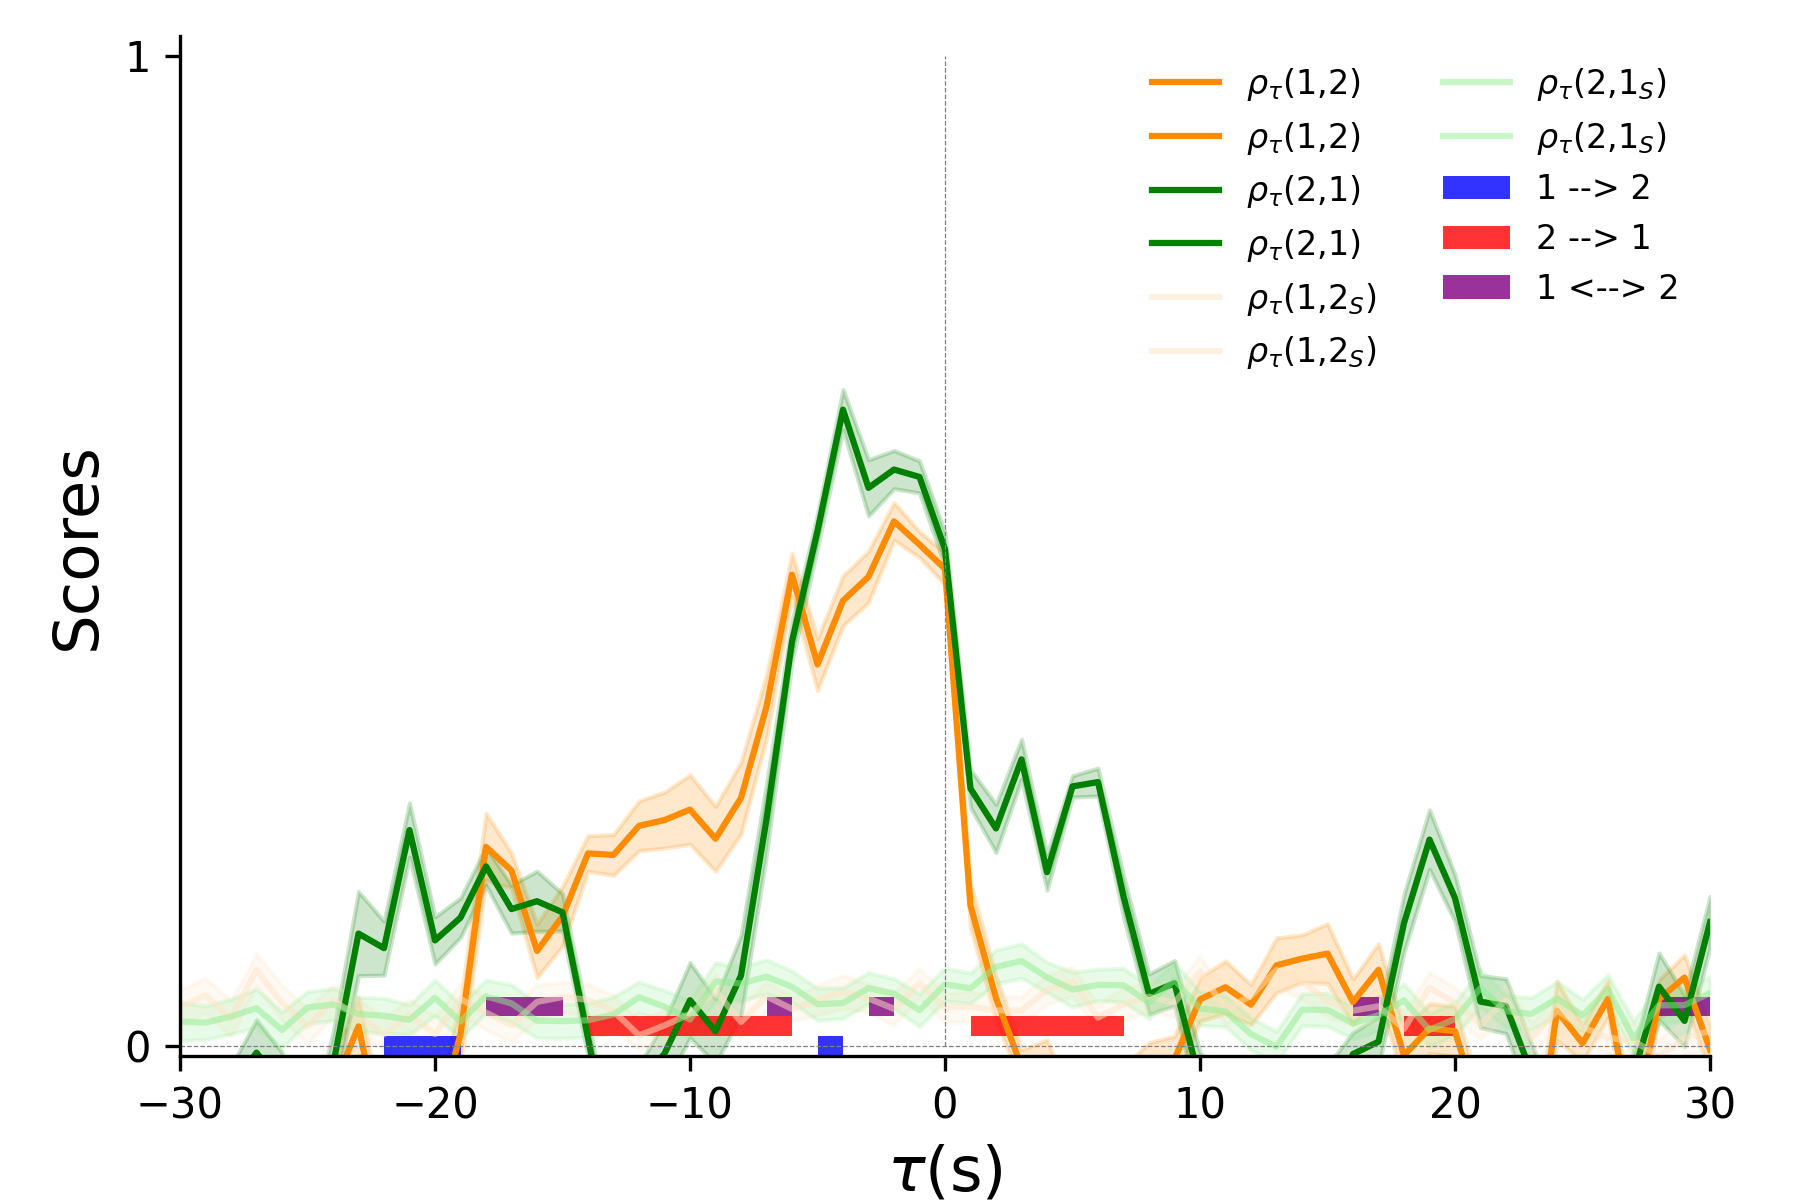 1
0
Scores
−30 −20 −10 0 10 20 30
τ(s)
ρτ(1,2)
ρτ(1,2)
ρτ(2,1)
ρτ(2,1)
ρτ(1,2S)
ρτ(1,2S)
ρτ(2,1S)
ρτ(2,1S)
1 --> 2
2 --> 1
1 <--> 2